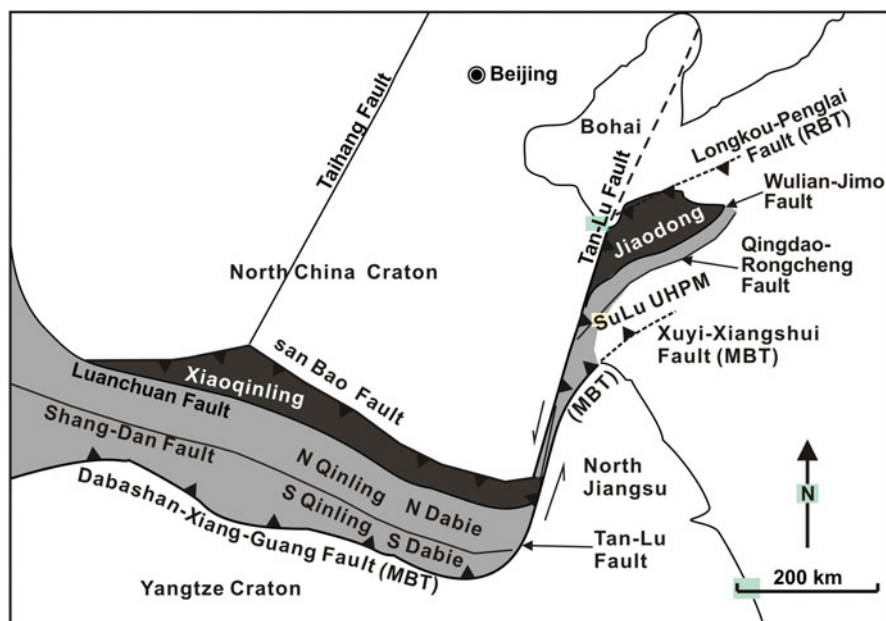 Beijing
Taihang Fault
Bohai
Longkou-Penglai
Fault (RBT)
Tan-Lu Fault
Wulian-Jimo
Fault
Jiaodong
Qingdao-
Rongcheng
Fault
North China Craton
SuLu UHPM
Xuyi-Xiangshui
Fault (MBT)
san Bao Fault
Xiaoqinling
Luanchuan Fault
(MBT)
Shang-Dan Fault
N Qinling
North
Jiangsu
N
S Qinling
N Dabie
Dabashan-Xiang-Guang Fault (MBT)
S Dabie
Tan-Lu
Fault
Yangtze Craton
200 km